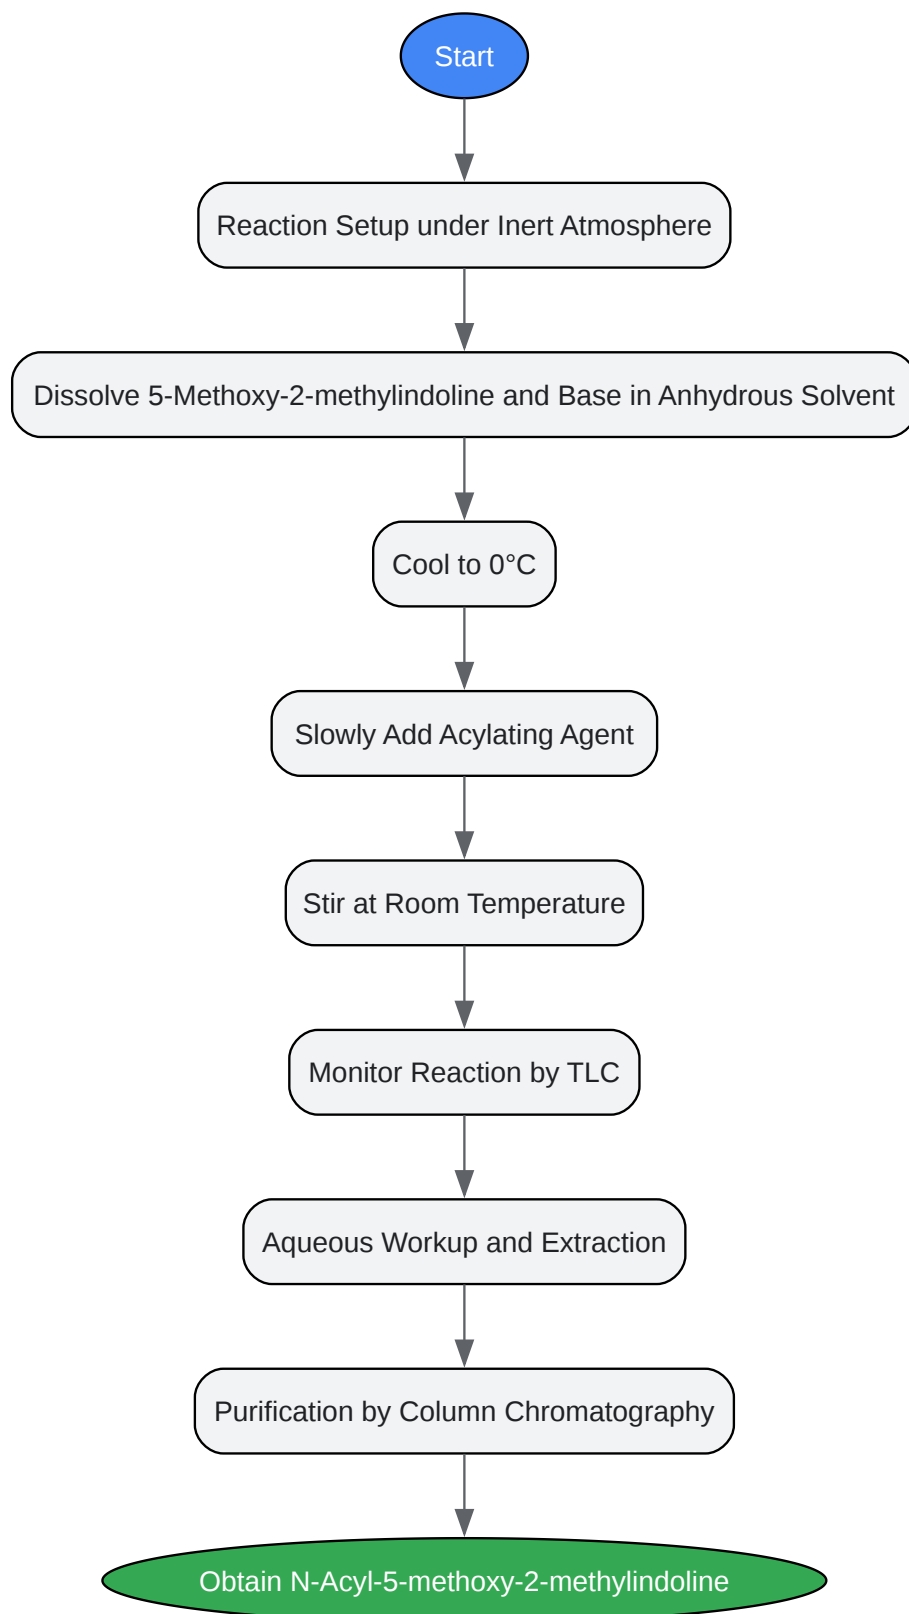 Start
Reaction Setup under Inert Atmosphere
Dissolve 5-Methoxy-2-methylindoline and Base in Anhydrous Solvent
Cool to 0°C
Slowly Add Acylating Agent
Stir at Room Temperature
Monitor Reaction by TLC
Aqueous Workup and Extraction
Purification by Column Chromatography
Obtain N-Acyl-5-methoxy-2-methylindoline